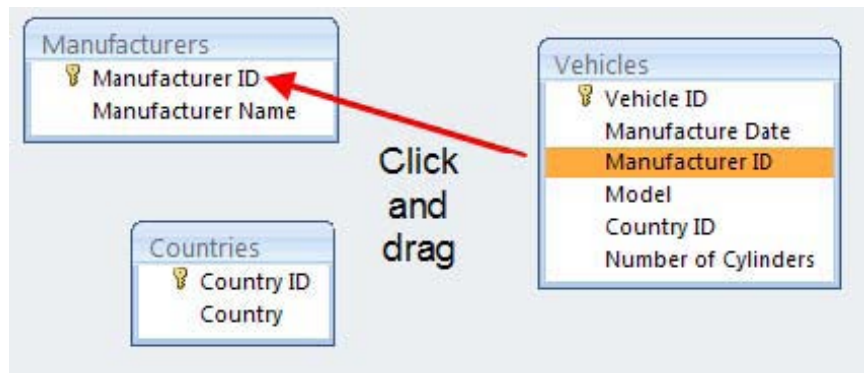 Manufacturers
Manufacturer ID
Manufacturer Name
Click
and
drag
Vehicles
Vehicle ID
Manufacture Date
Manufacturer ID
Model
Country ID
Number of Cylinders
Countries
Country ID
Country